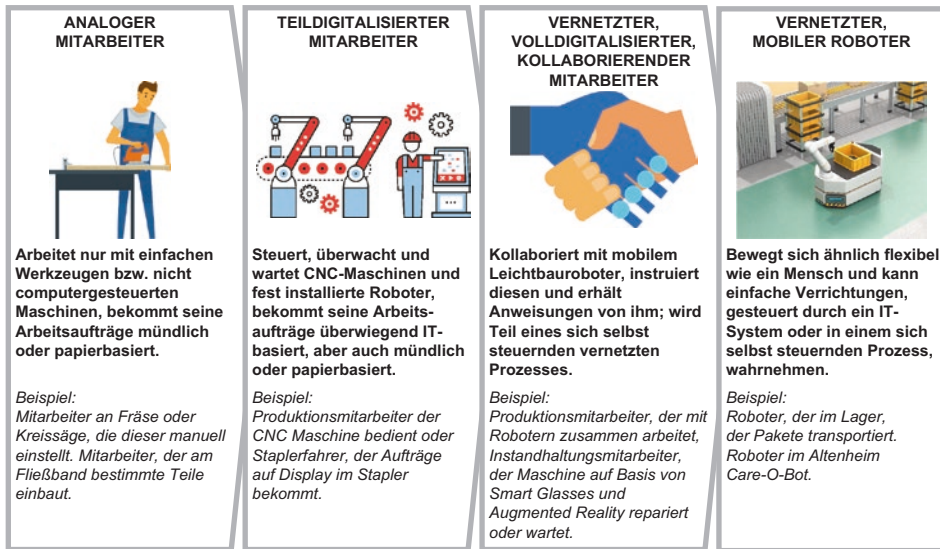 ANALOGER
MITARBEITER
Arbeitet nur mit einfachen
Werkzeugen bzw. nicht
computergesteuerten
Maschinen, bekommt seine
Arbeitsaufträge mündlich
oder papierbasiert.
Beispiel:
Mitarbeiter an Fräse oder
Kreissäge, die dieser manuell
einstellt. Mitarbeiter, der am
Fließband bestimmte Teile
einbaut.
TEILDIGITALISIERTER
MITARBEITER
Steuert, überwacht und
wartet CNC-Maschinen und
fest installierte Roboter,
bekommt seine Arbeits-
aufträge überwiegend IT-
basiert, aber auch mündlich
oder papierbasiert.
Beispiel:
Produktionsmitarbeiter der
CNC Maschine bedient oder
Staplerfahrer, der Aufträge
auf Display im Stapler
bekommt.
VERNETZTER,
VOLLDIGITALISIERTER,
KOLLABORIERENDER
MITARBEITER
Kollaboriert mit mobilem
Leichtbauroboter, instruiert
diesen und erhält
Anweisungen von ihm; wird
Teil eines sich selbst
steuernden vernetzten
Prozesses.
Beispiel:
Produktionsmitarbeiter, der mit
Robotern zusammen arbeitet,
Instandhaltungsmitarbeiter,
der Maschine auf Basis von
Smart Glasses und
Augmented Reality repariert
oder wartet.
VERNETZTER,
MOBILER ROBOTER
Bewegt sich ähnlich flexibel
wie ein Mensch und kann
einfache Verrichtungen,
gesteuert durch ein IT-
System oder in einem sich
selbst steuernden Prozess,
wahrnehmen.
Beispiel:
Roboter, der im Lager,
der Pakete transportiert.
Roboter im Altenheim
Care-O-Bot.